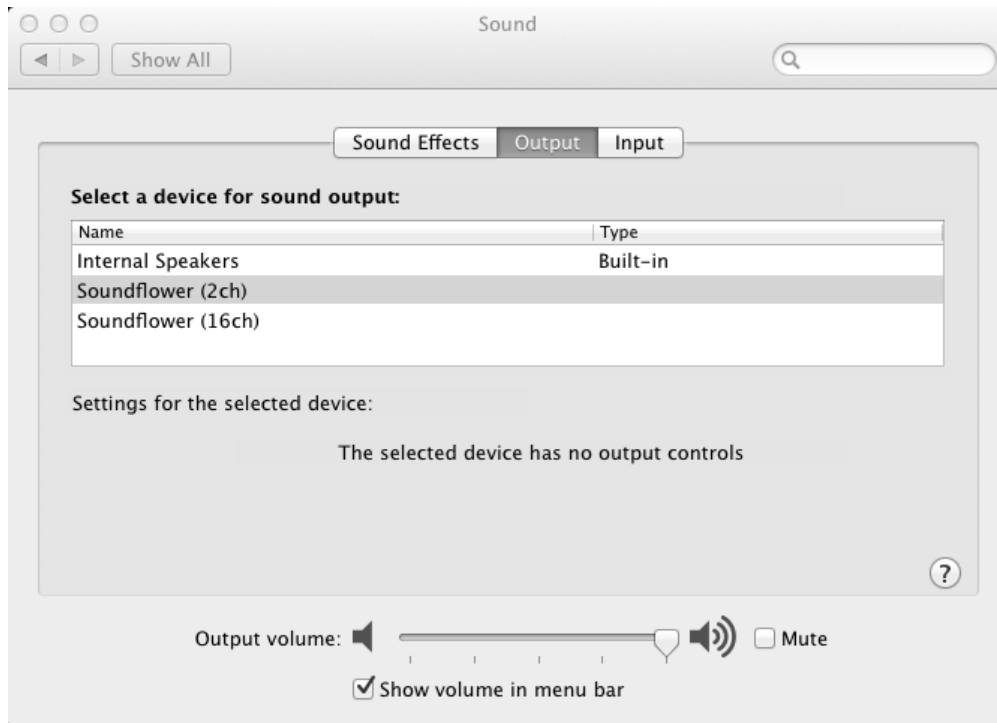 Sound
Show All
Sound Effects Output Input
Select a device for sound output:
Name Type
Internal Speakers Built-in
Soundflower (2ch)
Soundflower (16ch)
Settings for the selected device:
The selected device has no output controls
?
Output volume: Mute
Show volume in menu bar